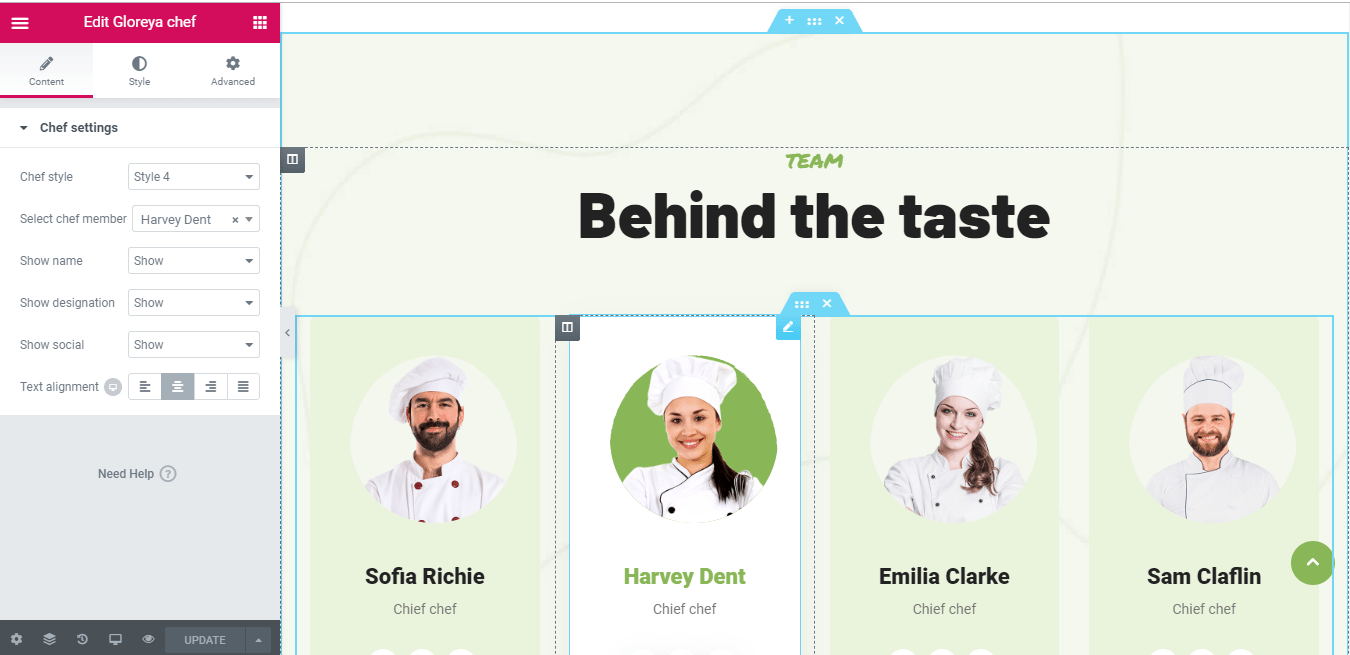 Edit Gloreya chef
Content
Style
Advanced
Chef settings
Chef style
Style 4
Select chef member
Harvey Dent ×
Show name
Show
Show designation
Show
Show social
Show
Text alignment
Need Help ?
UPDATE
TEAM
Behind the taste
Sofia Richie
Chief chef
Harvey Dent
Chief chef
Emilia Clarke
Chief chef
Sam Claflin
Chief chef